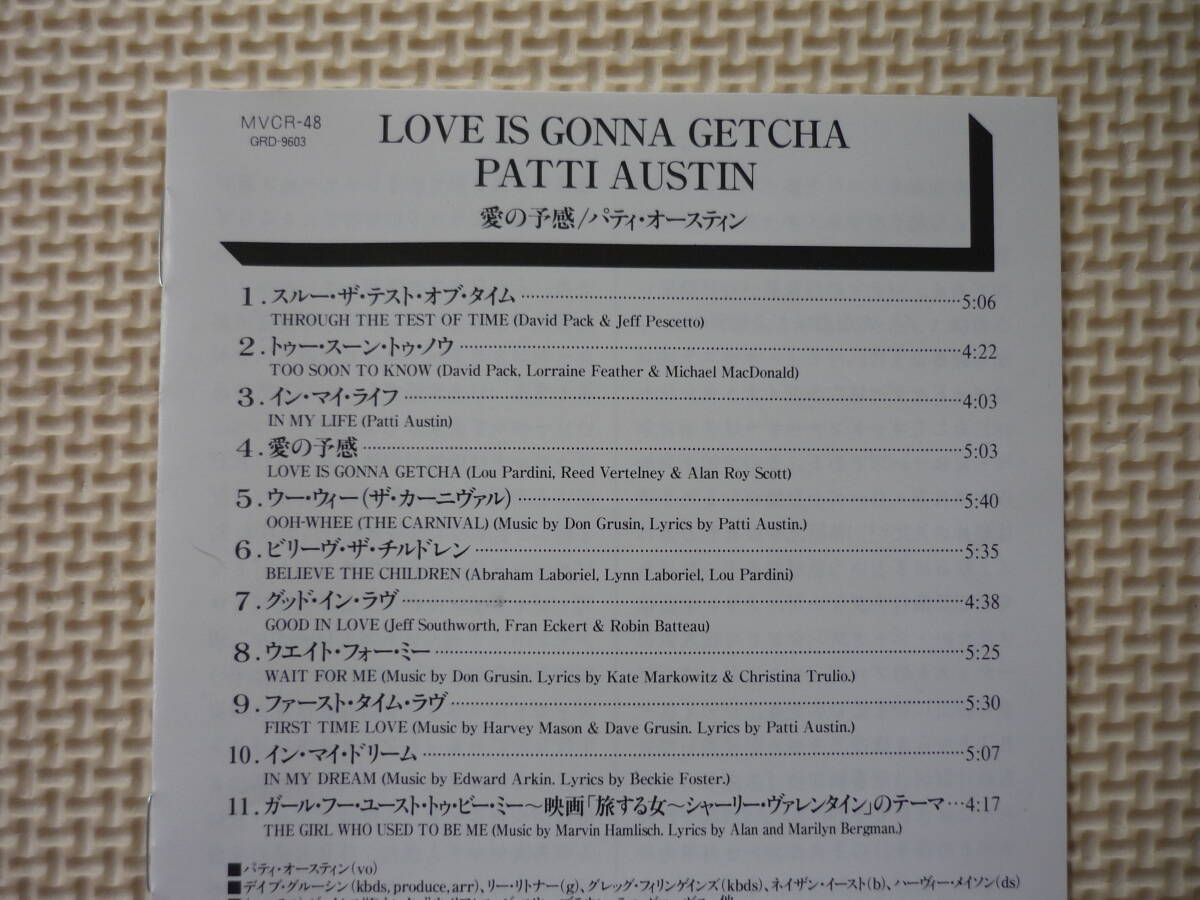 MVCR-48
GRD-9603
LOVE IS GONNA GETCHA
PATTI AUSTIN
愛の予感/パティ・オースティン
1.スルー・ザ・テスト・オブ・タイム……5:06
THROUGH THE TEST OF TIME (David Pack & Jeff Pescetto)
2.トゥー・スーン・トゥ・ノウ……4:22
TOO SOON TO KNOW (David Pack, Lorraine Feather & Michael MacDonald)
3.イン・マイ・ライフ……4:03
IN MY LIFE (Patti Austin)
4.愛の予感……5:03
LOVE IS GONNA GETCHA (Lou Pardini, Reed Vertelney & Alan Roy Scott)
5.ウー・ウィー(ザ・カーニヴァル)……5:40
OOH-WHEE (THE CARNIVAL) (Music by Don Grusin, Lyrics by Patti Austin.)
6.ビリーヴ・ザ・チルドレン……5:35
BELIEVE THE CHILDREN (Abraham Laboriel, Lynn Laboriel, Lou Pardini)
7.グッド・イン・ラヴ……4:38
GOOD IN LOVE (Jeff Southworth, Fran Eckert & Robin Batteau)
8.ウエイト・フォー・ミー……5:25
WAIT FOR ME (Music by Don Grusin. Lyrics by Kate Markowitz & Christina Trulio.)
9.ファースト・タイム・ラヴ……5:30
FIRST TIME LOVE (Music by Harvey Mason & Dave Grusin. Lyrics by Patti Austin.)
10.イン・マイ・ドリーム……5:07
IN MY DREAM (Music by Edward Arkin. Lyrics by Beckie Foster.)
11.ガール・フー・ユースト・トゥ・ビー・ミー～映画「旅する女～シャーリー・ヴァレンタイン」のテーマ…4:17
THE GIRL WHO USED TO BE ME (Music by Marvin Hamlisch. Lyrics by Alan and Marilyn Bergman.)
■パティ・オースティン(vo)
■デイブ・グルーシン(kbds, produce, arr)、リー・リトナー(g)、グレッグ・フィリンゲインズ(kbds)、ネイザン・イースト(b)、ハーヴィー・メイソン(ds)